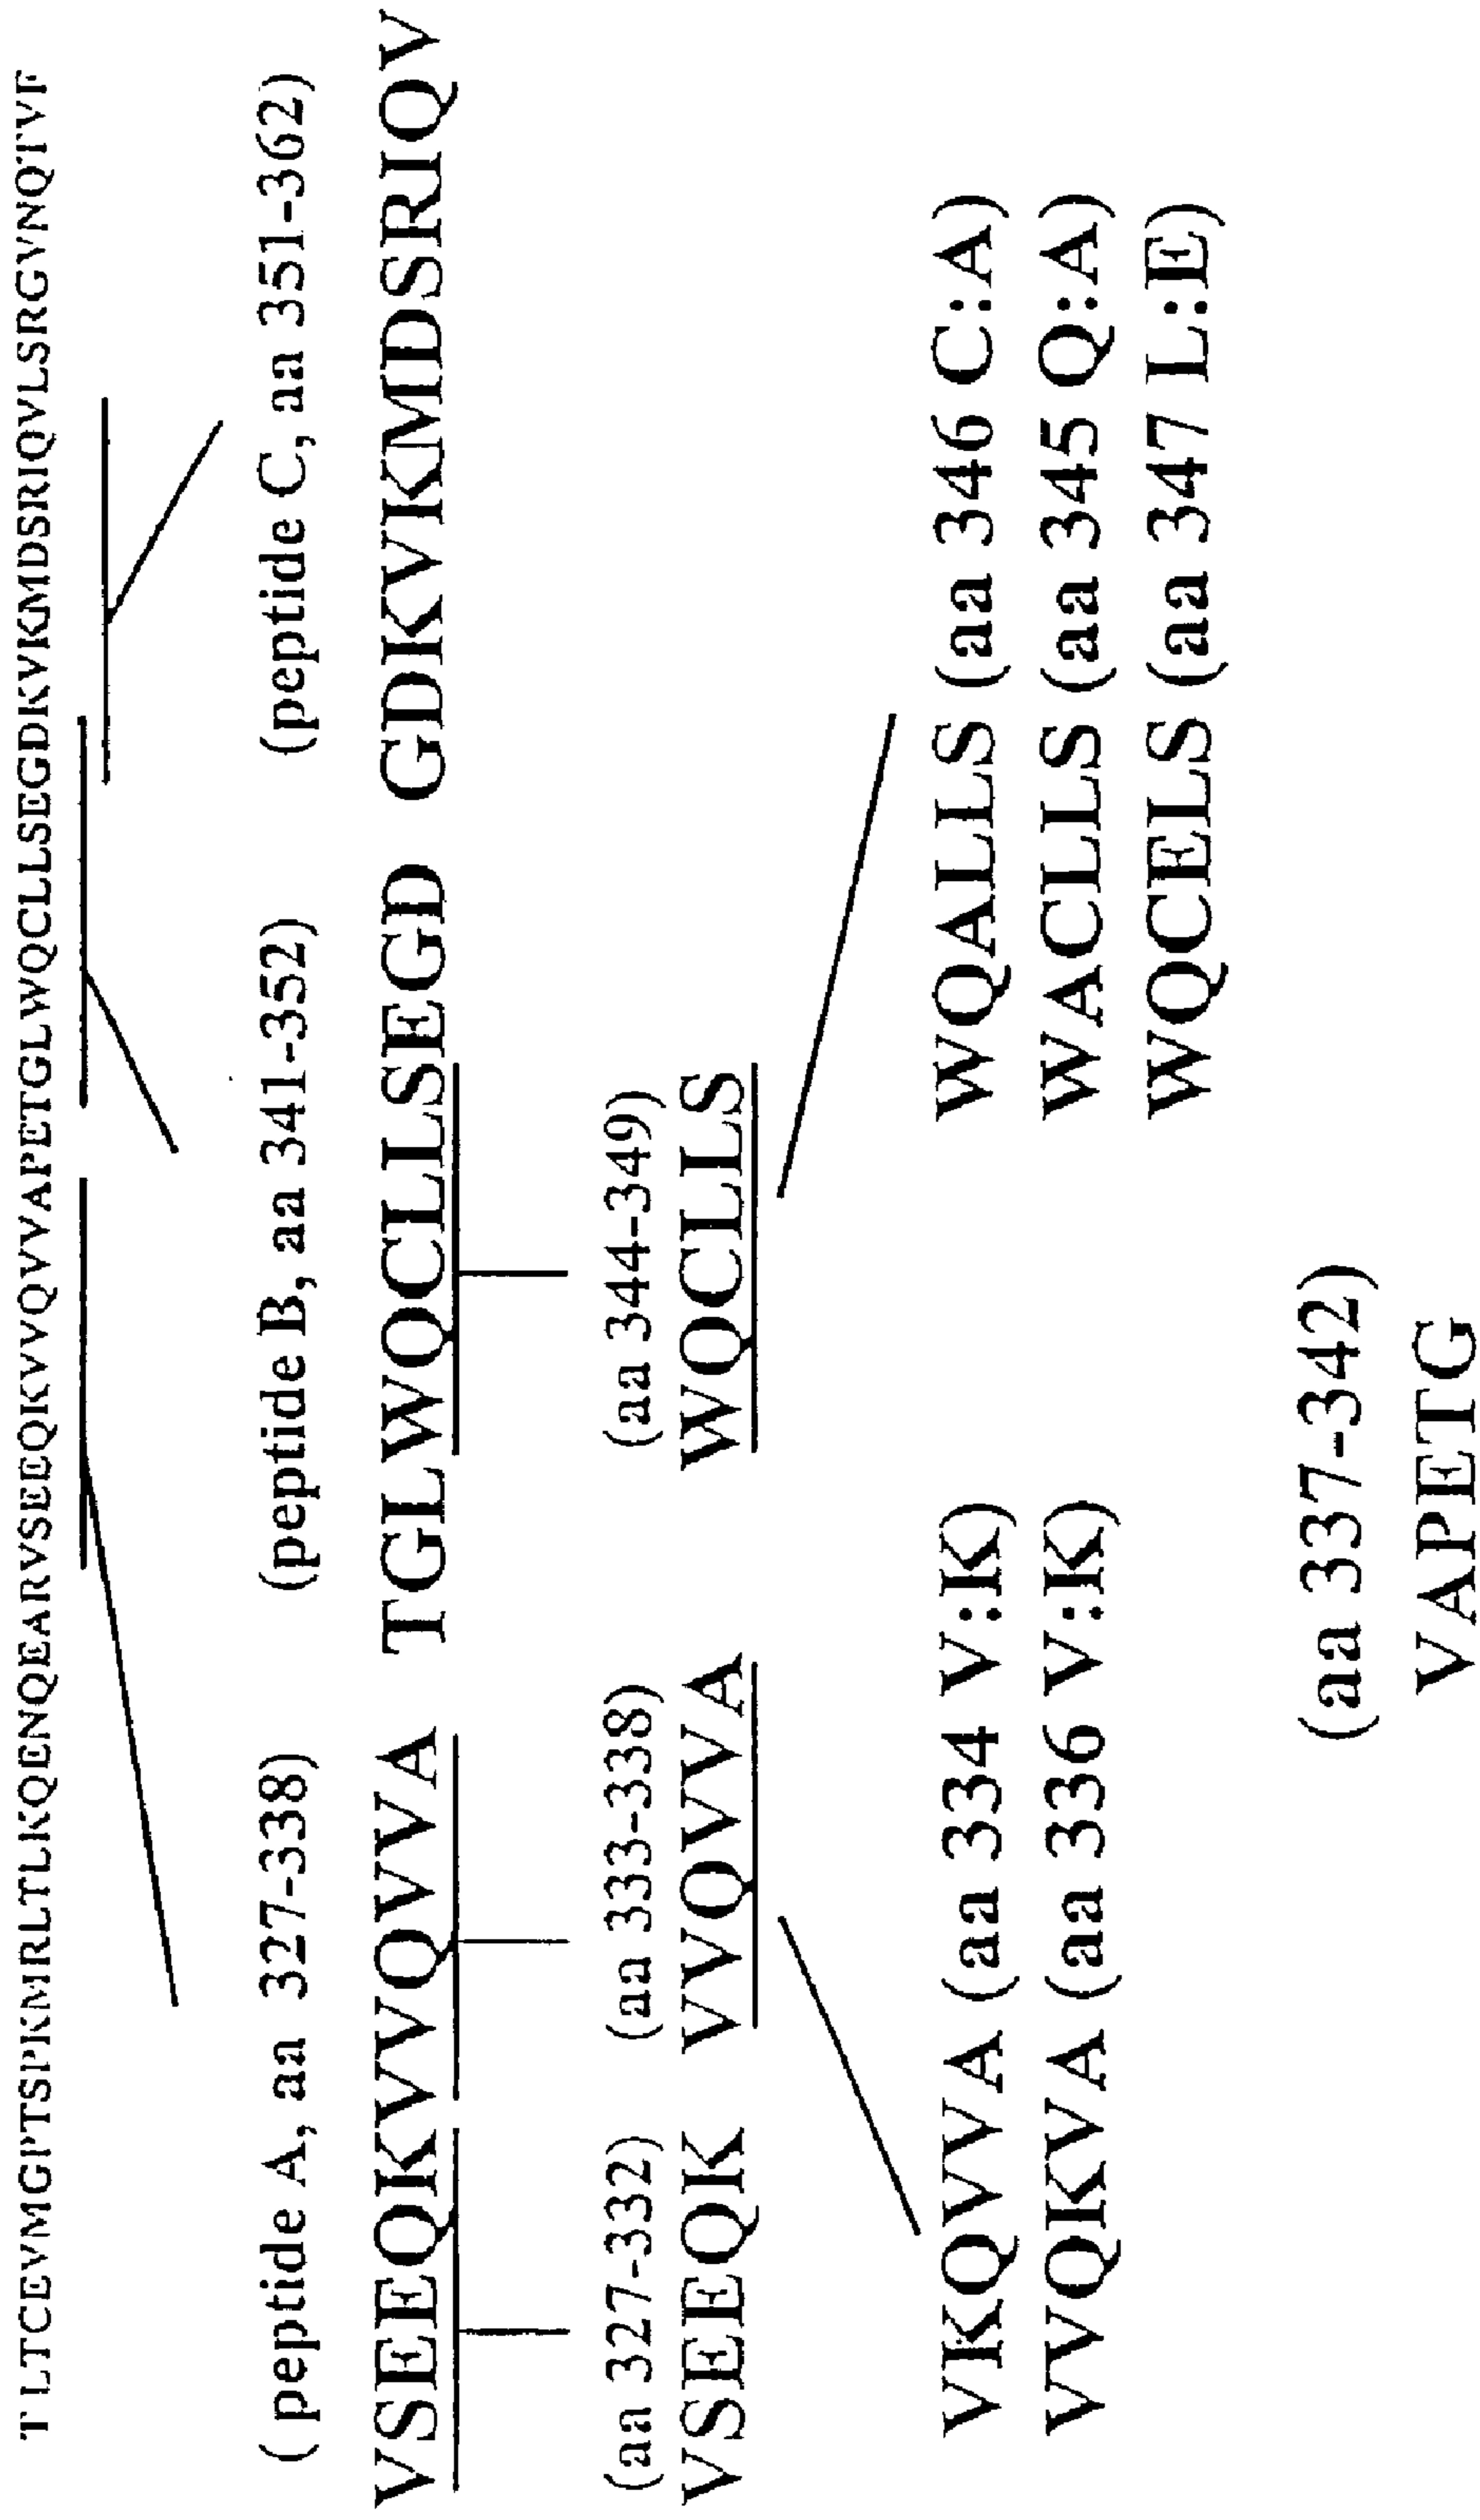 T LTCEVMGPTSPKMRLTLKQENQEARVSEEQKVVQVVAPETGLWQCLLSEGDKVKMDSRIQVLSRGVNQTVF
(peptide A, aa 327-338) (peptide B, aa 341-352) (peptide C, aa 351-362)
VSEEQKVVQVVA TGLWQCLLSEGD GDKVKMDSRIQV
(aa 327-332) (aa 333-338) (aa 344-349)
VSEEQK VVQVVA WQCLLS
VKQVVA (aa 334 V:K) WQALLS (aa 346 C:A)
VVQKVA (aa 336 V:K) WACLLS (aa 345 Q:A)
WQCELS (aa 347 L:E)
(aa 337-342)
VAPETG